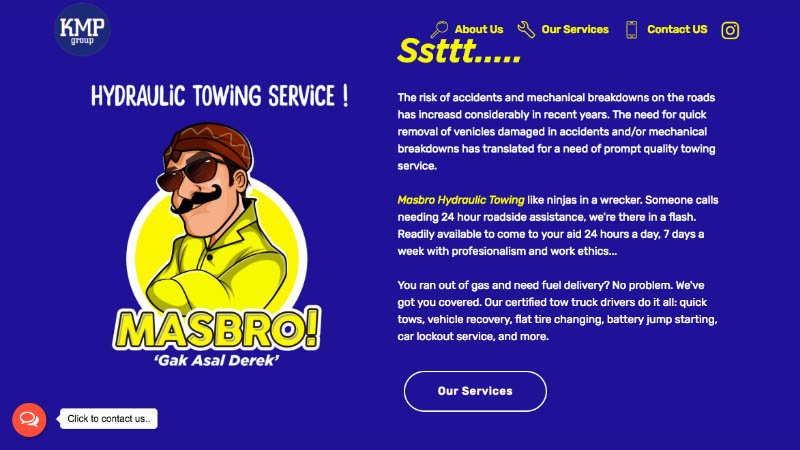 KMP
group
About Us
Our Services
Contact US
Ssttt.....
HYDRAULIC TOWING SERVICE !
The risk of accidents and mechanical breakdowns on the roads
has increasd considerably in recent years. The need for quick
removal of vehicles damaged in accidents and/or mechanical
breakdowns has translated for a need of prompt quality towing
service.
Masbro Hydraulic Towing like ninjas in a wrecker. Someone calls
needing 24 hour roadside assistance, we're there in a flash.
Readily available to come to your aid 24 hours a day, 7 days a
week with profesionalism and work ethics...
You ran out of gas and need fuel delivery? No problem. We've
got you covered. Our certified tow truck drivers do it all: quick
tows, vehicle recovery, flat tire changing, battery jump starting,
car lockout service, and more.
MASBRO!
'Gak Asal Derek'
Our Services
Click to contact us..